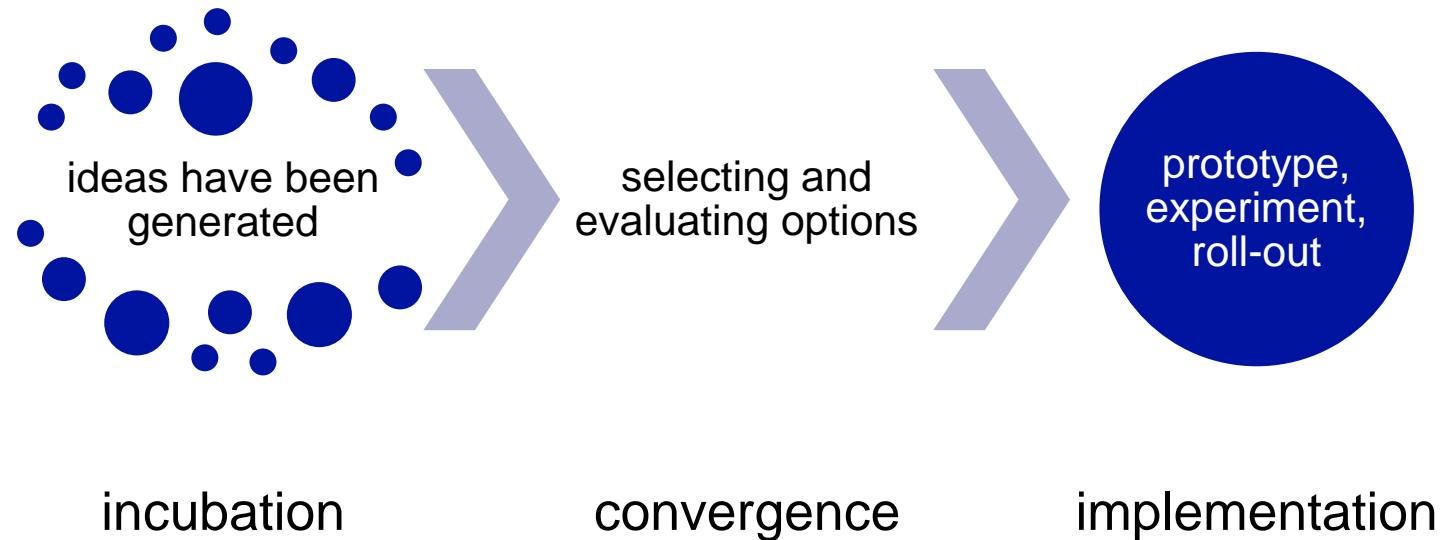 ideas have been
generated
selecting and
evaluating options
prototype,
experiment,
roll-out
incubation
convergence
implementation